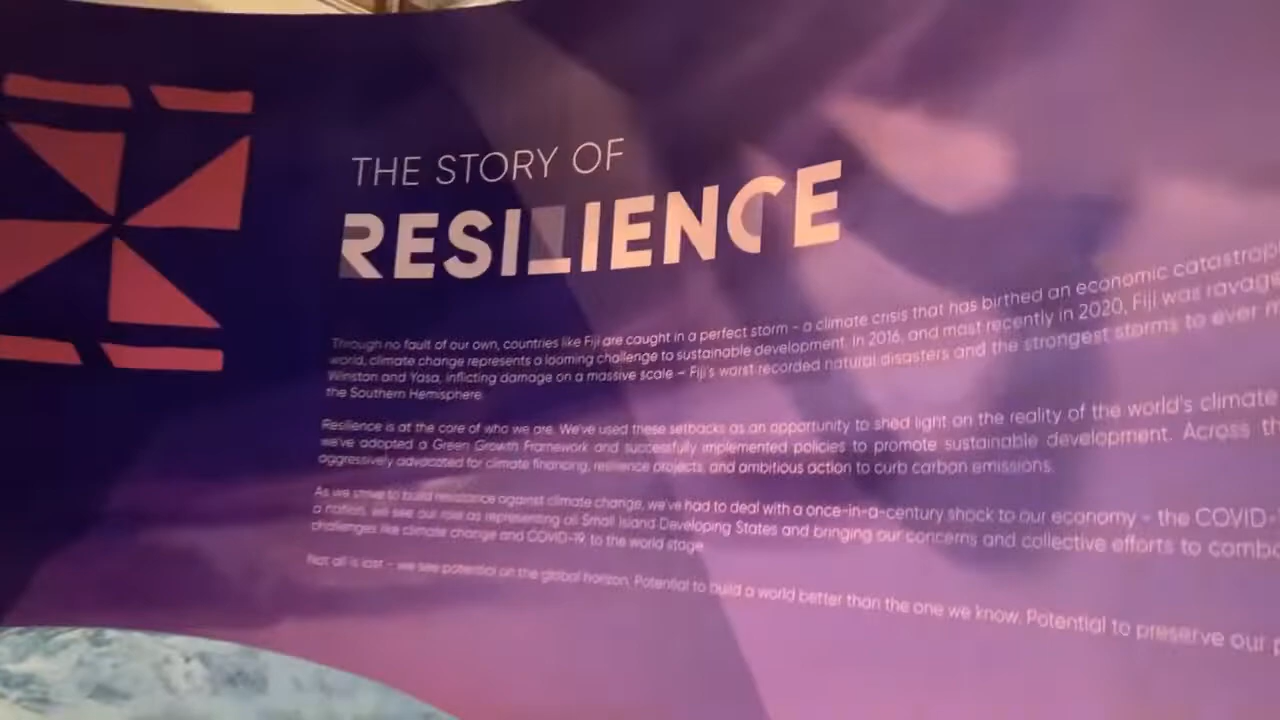 THE STORY OF
RESILIENCE
Through no fault of our own, countries like Fiji are caught in a perfect storm – a climate crisis that has birthed an economic
world, climate change represents a looming challenge to sustainable development. In 2016, and most recently in 2020, Fiji was
Winston and Yasa, inflicting damage on a massive scale – Fiji's worst recorded natural disasters and the strongest storms to ever
the Southern Hemisphere.
Resilience is at the core of who we are. We've used these setbacks as an opportunity to shed light on the reality of the world's climate
we've adopted a Green Growth Framework and successfully implemented policies to promote sustainable development. Across
aggressively advocated for climate financing, resilience projects, and ambitious action to curb carbon emissions.
As we strive to build resistance against climate change, we've had to deal with a once-in-a-century shock to our economy – the COVID-
a nation, we see our role as representing all Small Island Developing States and bringing our concerns and collective efforts to
challenges like climate change and COVID-19 to the world stage.
Not all is lost – we see potential on the global horizon. Potential to build a world better than the one we know. Potential to preserve our